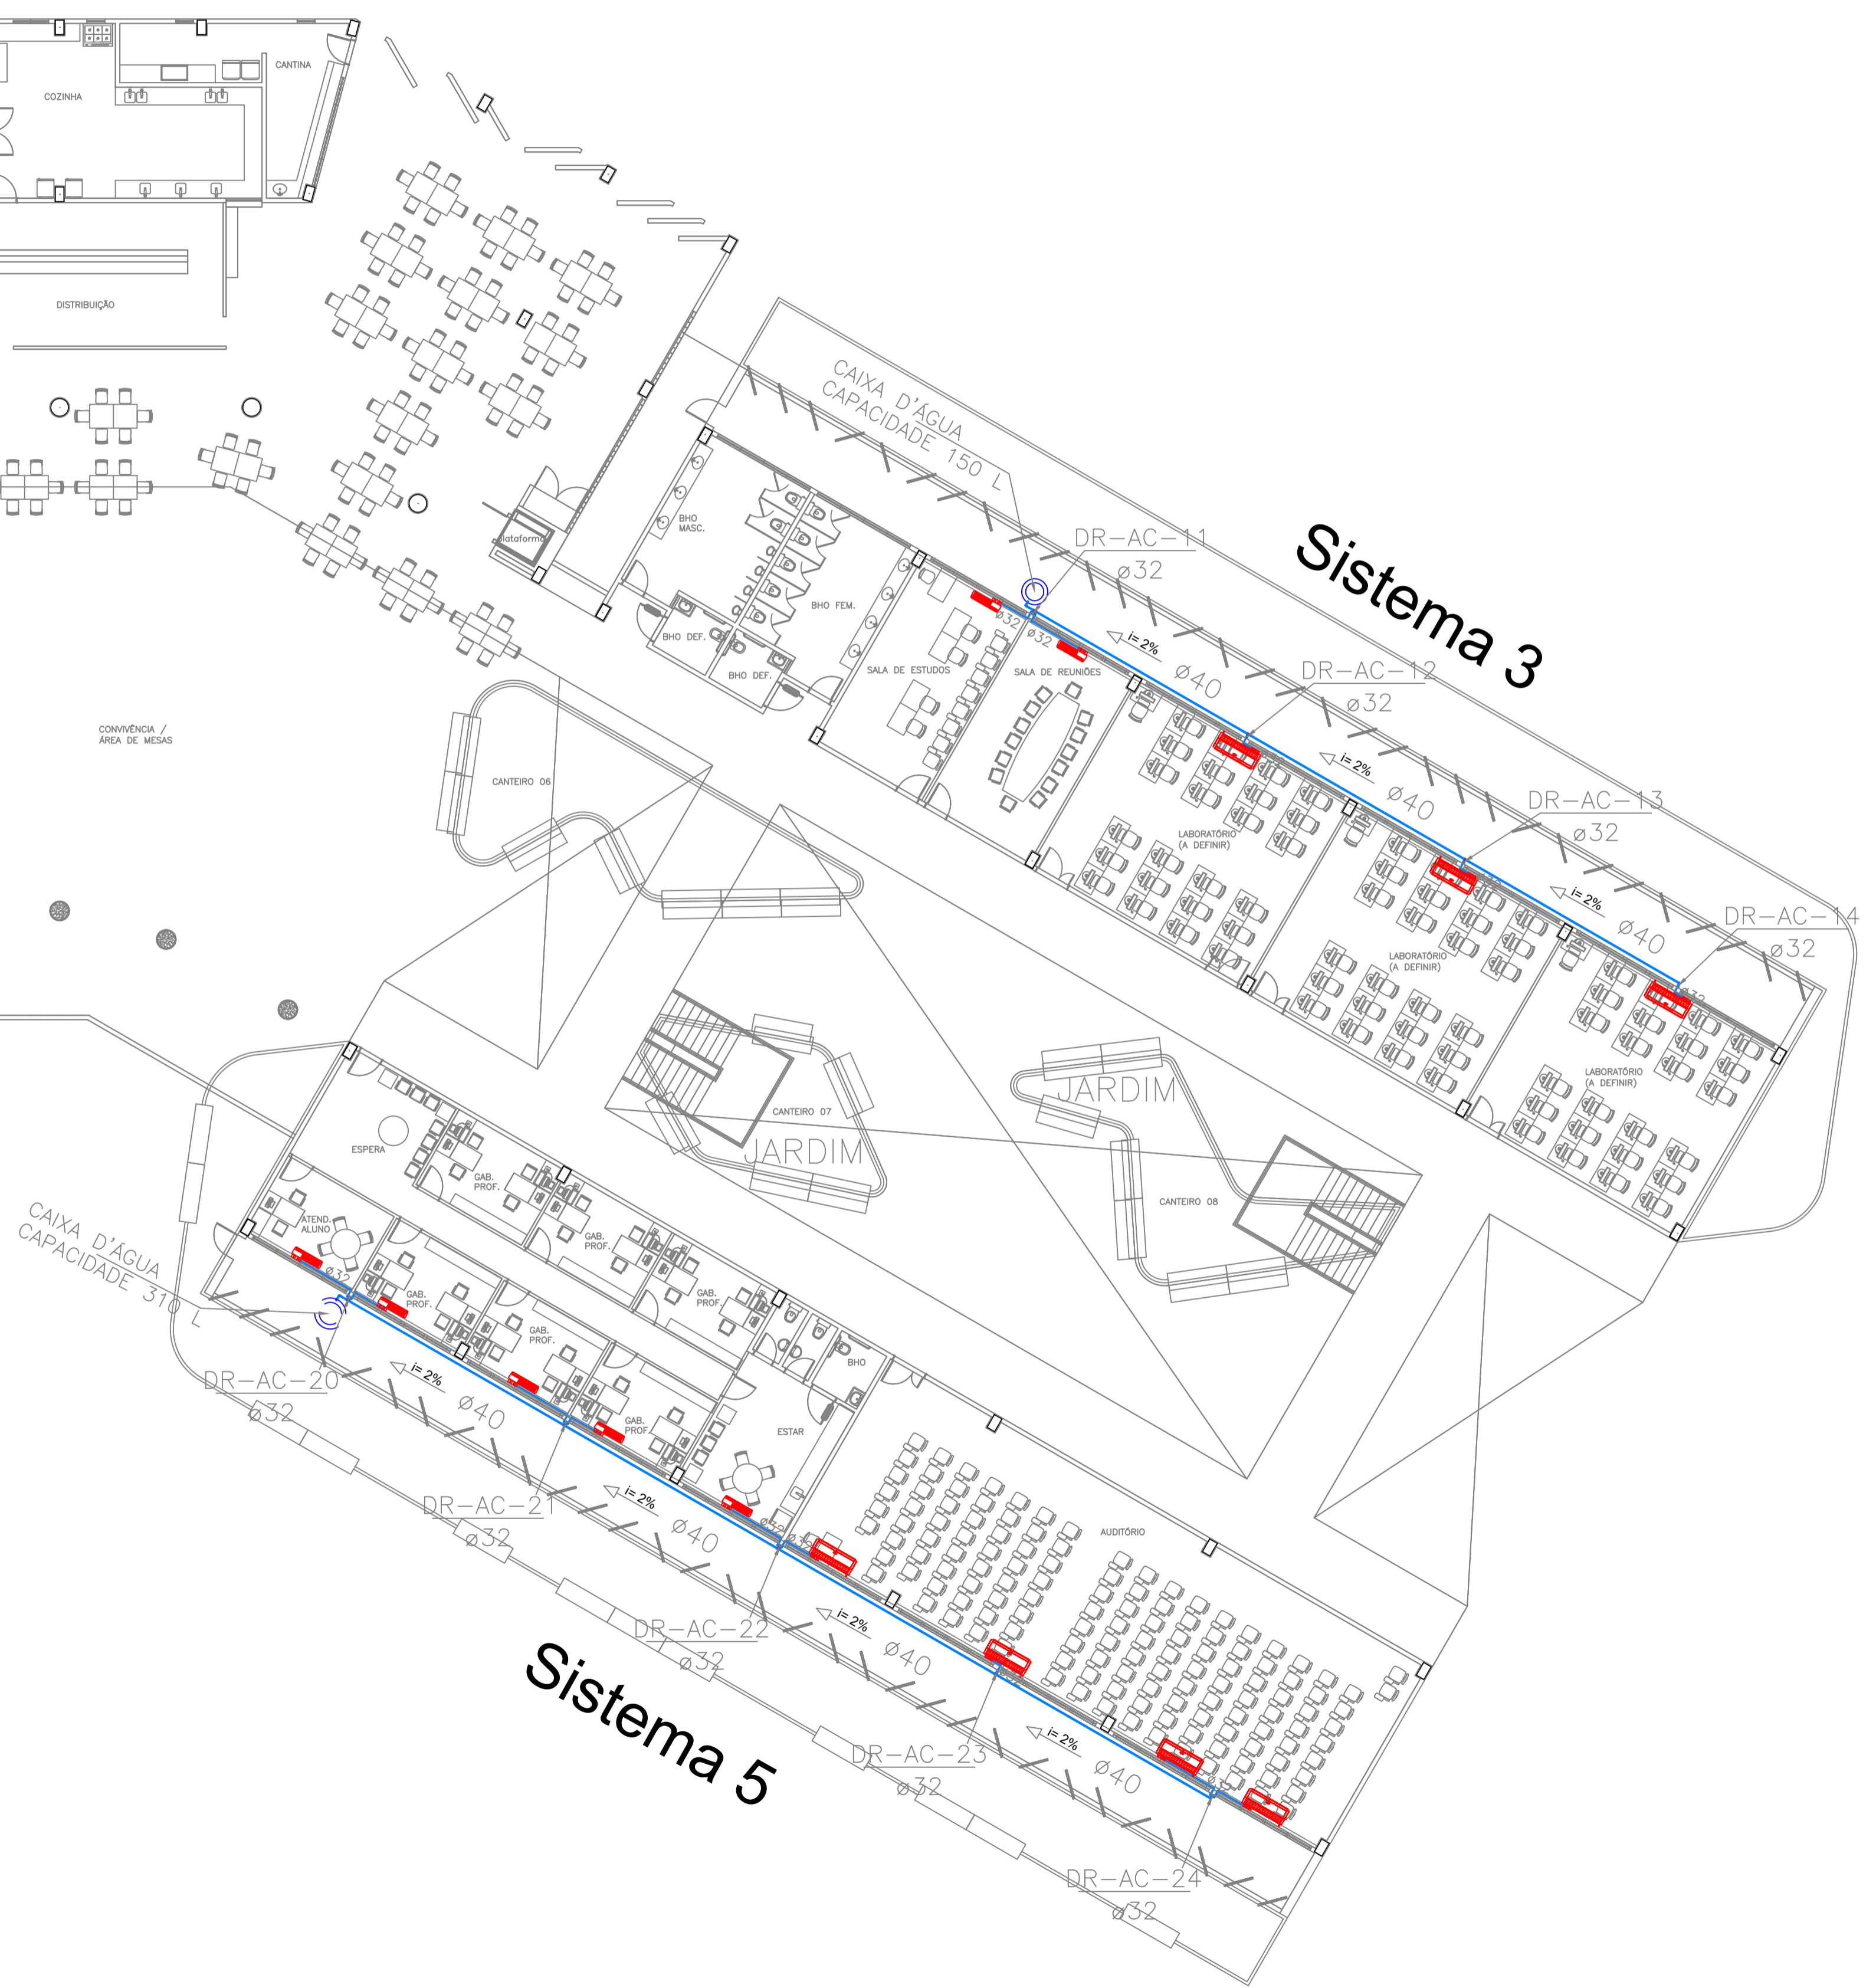 CANTINA
COZINHA
DISTRIBUIÇÃO
CAIXA D'ÁGUA
CAPACIDADE 150 L
BHO
MASC.
plataforma
DR-AC-11
ø32
Sistema 3
BHO FEM.
BHO DEF.
BHO DEF.
ø32
ø32
i= 2%
Ø40
SALA DE ESTUDOS
SALA DE REUNIÕES
DR-AC-12
ø32
CONVIVÊNCIA /
ÁREA DE MESAS
CANTEIRO 06
i= 2%
Ø40
DR-AC-13
ø32
LABORATÓRIO
(A DEFINIR)
i= 2%
Ø40
DR-AC-14
ø32
LABORATÓRIO
(A DEFINIR)
ø32
LABORATÓRIO
(A DEFINIR)
JARDIM
CANTEIRO 07
JARDIM
CANTEIRO 08
ESPERA
GAB.
PROF.
ATEND.
ALUNO
GAB.
PROF.
GAB.
PROF.
CAIXA D'ÁGUA
CAPACIDADE 310 L
ø32
GAB.
PROF.
GAB.
PROF.
GAB.
PROF.
BHO
ESTAR
DR-AC-20
ø32
i= 2%
Ø40
DR-AC-21
ø32
i= 2%
Ø40
ø32
ø32
AUDITÓRIO
DR-AC-22
ø32
i= 2%
Ø40
Sistema 5
DR-AC-23
ø32
i= 2%
Ø40
ø32
DR-AC-24
ø32